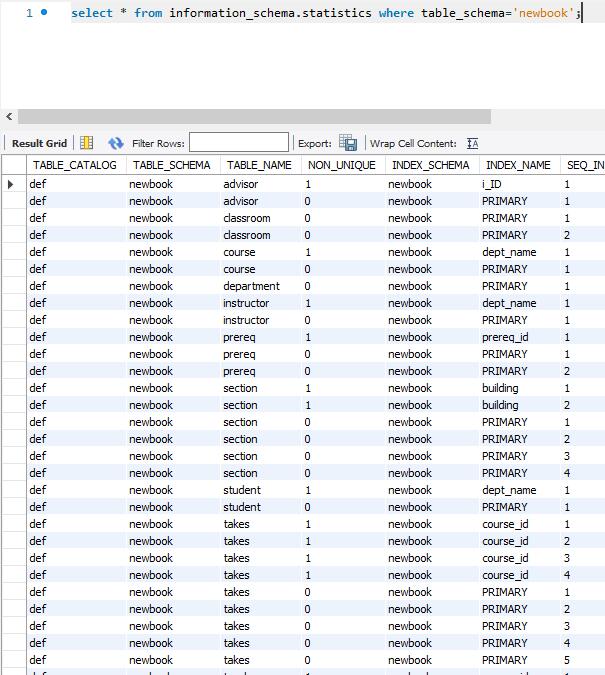 1 select * from information_schema.statistics where table_schema='newbook';
Result Grid Filter Rows: Export: Wrap Cell Content: IA
TABLE_CATALOG TABLE_SCHEMA TABLE_NAME NON_UNIQUE INDEX_SCHEMA INDEX_NAME SEQ_IN
def newbook advisor 1 newbook i_ID 1
def newbook advisor 0 newbook PRIMARY 1
def newbook classroom 0 newbook PRIMARY 1
def newbook classroom 0 newbook PRIMARY 2
def newbook course 1 newbook dept_name 1
def newbook course 0 newbook PRIMARY 1
def newbook department 0 newbook PRIMARY 1
def newbook instructor 1 newbook dept_name 1
def newbook instructor 0 newbook PRIMARY 1
def newbook prereq 1 newbook prereq_id 1
def newbook prereq 0 newbook PRIMARY 1
def newbook prereq 0 newbook PRIMARY 2
def newbook section 1 newbook building 1
def newbook section 1 newbook building 2
def newbook section 0 newbook PRIMARY 1
def newbook section 0 newbook PRIMARY 2
def newbook section 0 newbook PRIMARY 3
def newbook section 0 newbook PRIMARY 4
def newbook student 1 newbook dept_name 1
def newbook student 0 newbook PRIMARY 1
def newbook takes 1 newbook course_id 1
def newbook takes 1 newbook course_id 2
def newbook takes 1 newbook course_id 3
def newbook takes 1 newbook course_id 4
def newbook takes 0 newbook PRIMARY 1
def newbook takes 0 newbook PRIMARY 2
def newbook takes 0 newbook PRIMARY 3
def newbook takes 0 newbook PRIMARY 4
def newbook takes 0 newbook PRIMARY 5